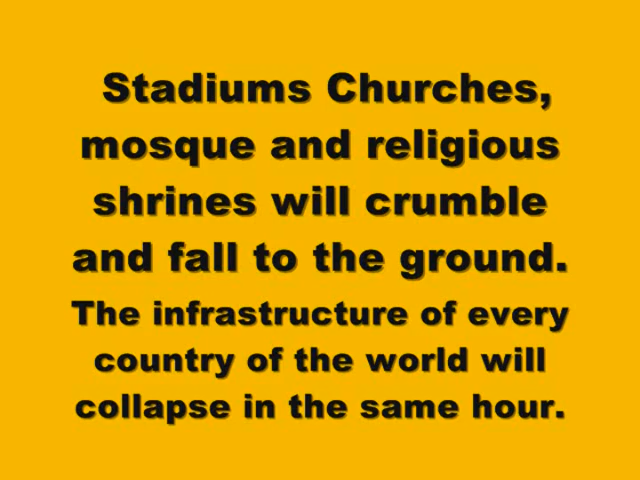 Stadiums Churches,
mosque and religious
shrines will crumble
and fall to the ground.
The infrastructure of every
country of the world will
collapse in the same hour.